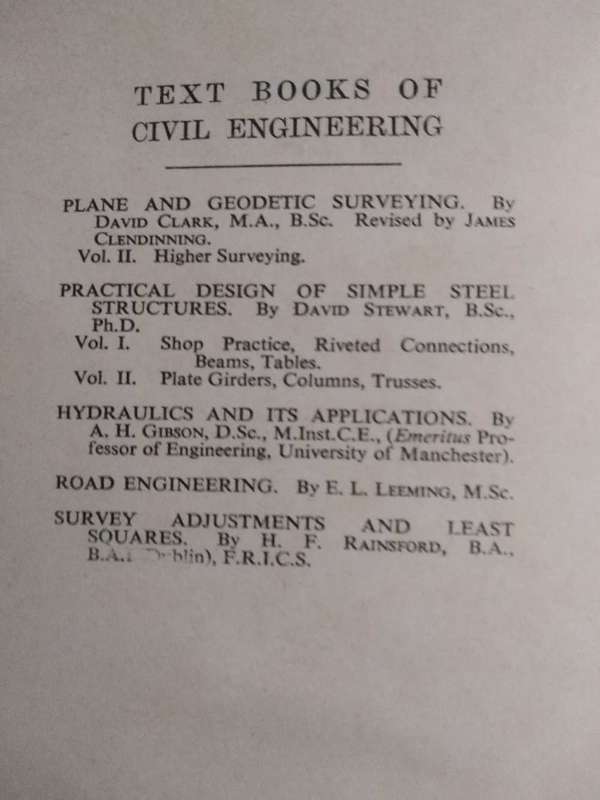 TEXT BOOKS OF
CIVIL ENGINEERING
PLANE AND GEODETIC SURVEYING. By
DAVID CLARK, M.A., B.SC. Revised by JAMES
CLENDINNING.
Vol. II. Higher Surveying.
PRACTICAL DESIGN OF SIMPLE STEEL
STRUCTURES. By DAVID STEWART, B.Sc.,
Ph.D.
Vol. I. Shop Practice, Riveted Connections,
Beams, Tables.
Vol. II. Plate Girders, Columns, Trusses.
HYDRAULICS AND ITS APPLICATIONS. By
A. H. GIBSON, D.Sc., M.Inst.C.E., (Emeritus Pro-
fessor of Engineering, University of Manchester).
ROAD ENGINEERING. By E. L. LEEMING, M.Sc.
SURVEY ADJUSTMENTS AND LEAST
SQUARES. By H. F. RAINSFORD, B.A.,
F.R.I.C.S.